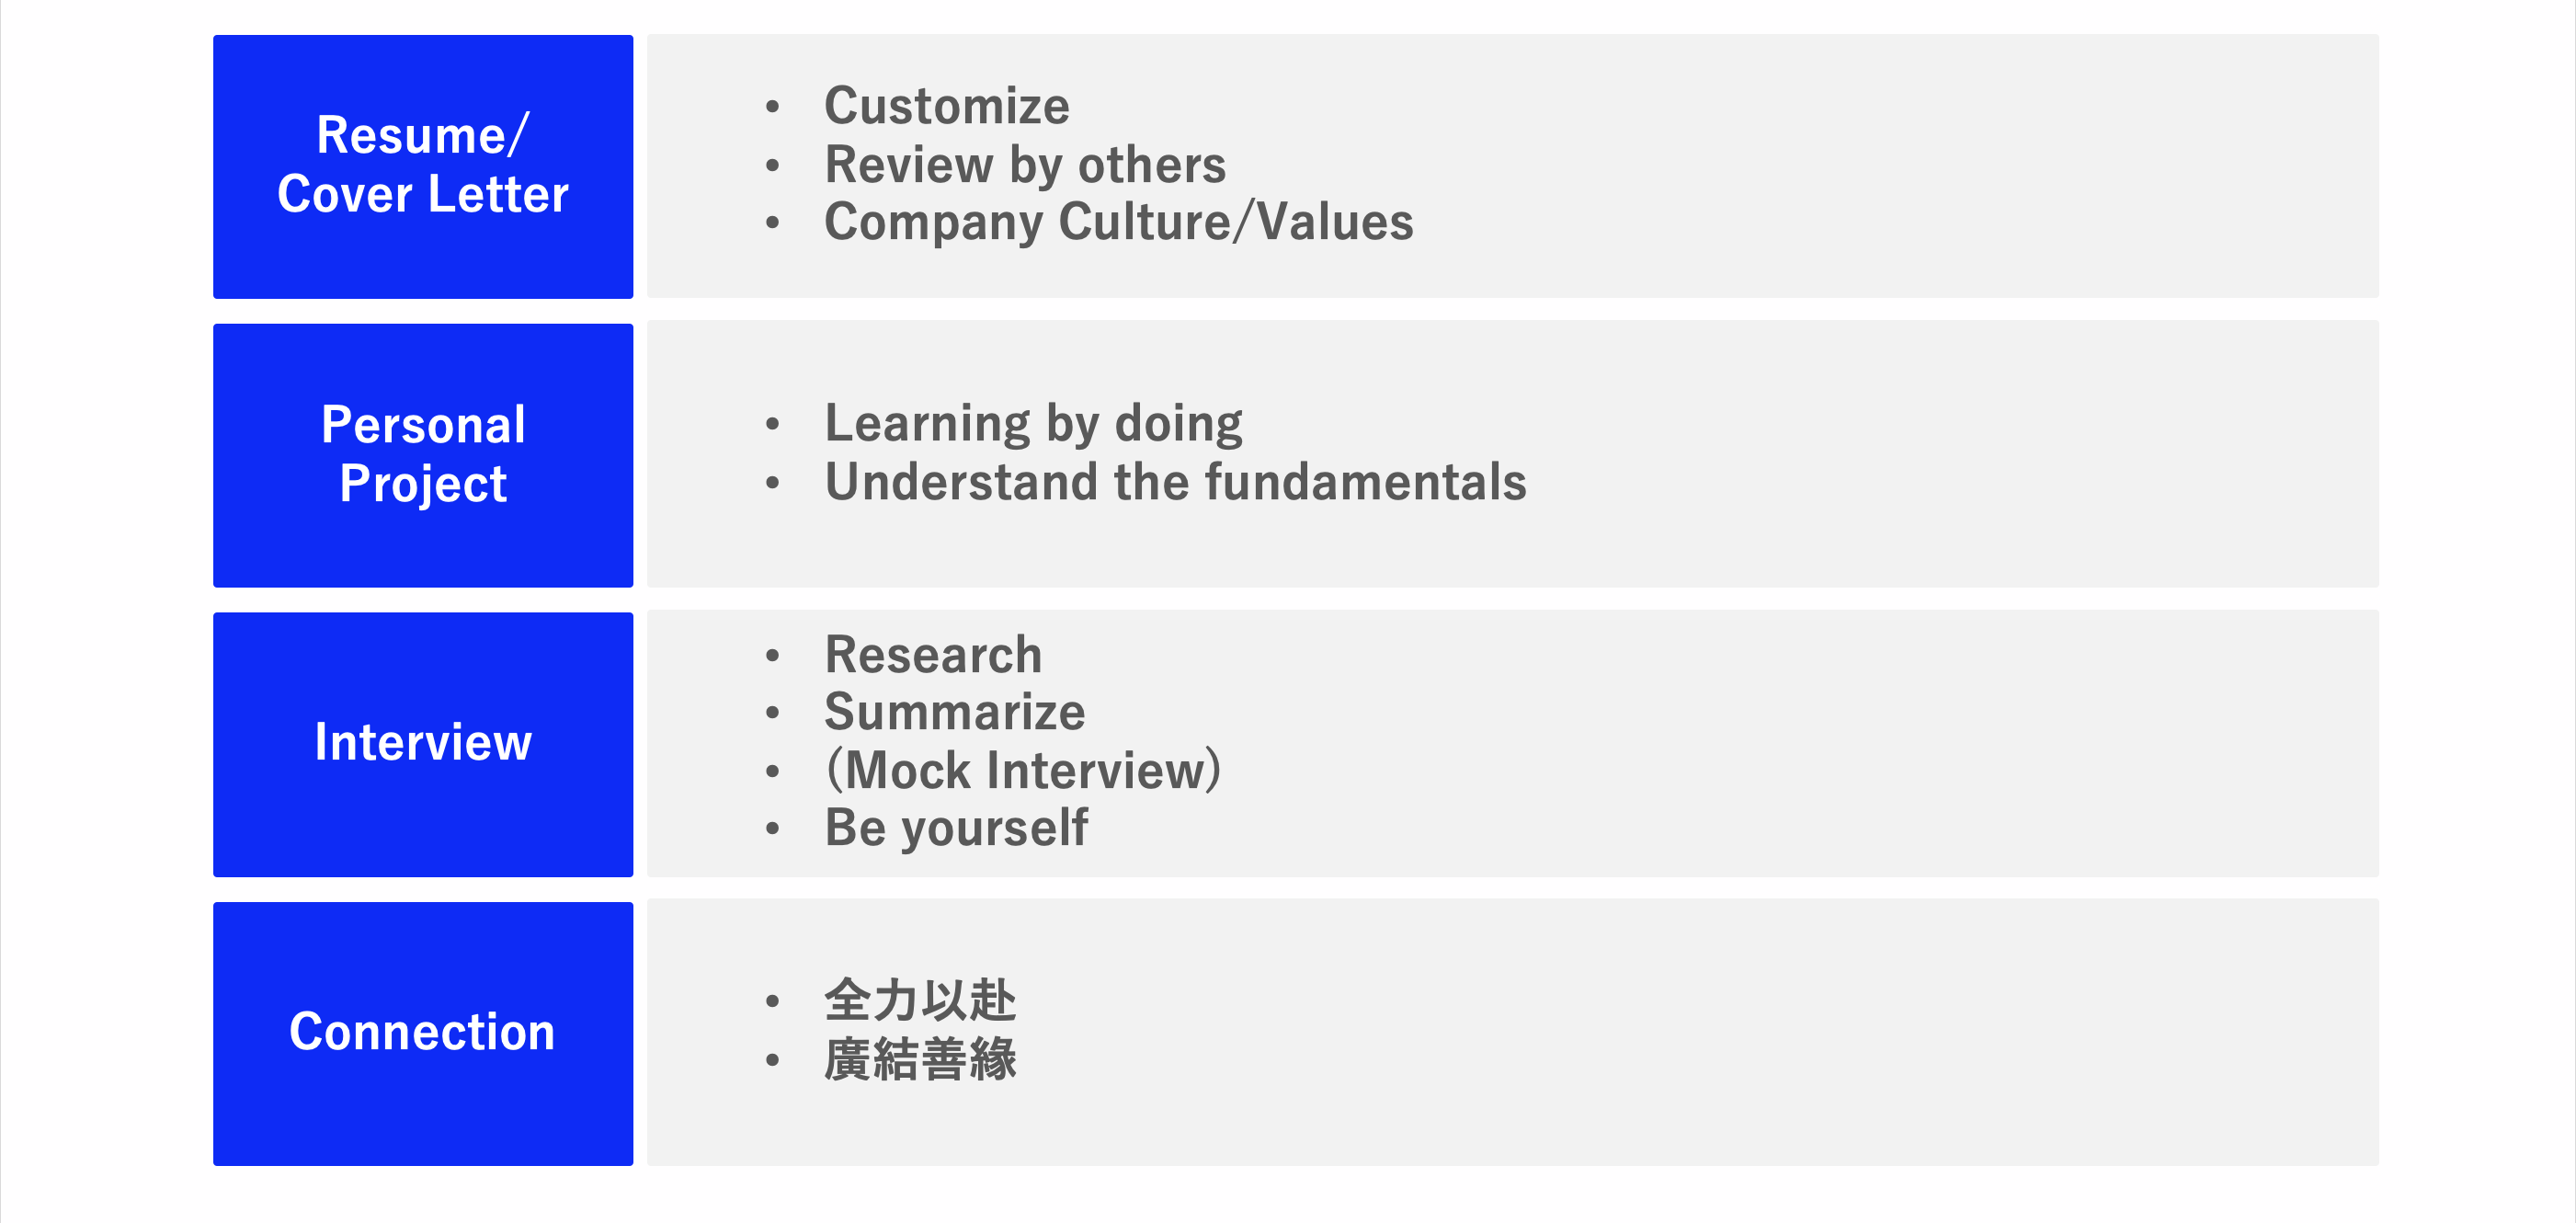 Resume/
Cover Letter
• Customize
• Review by others
• Company Culture/Values
Personal
Project
• Learning by doing
• Understand the fundamentals
Interview
• Research
• Summarize
• (Mock Interview)
• Be yourself
Connection
• 全力以赴
• 廣結善緣